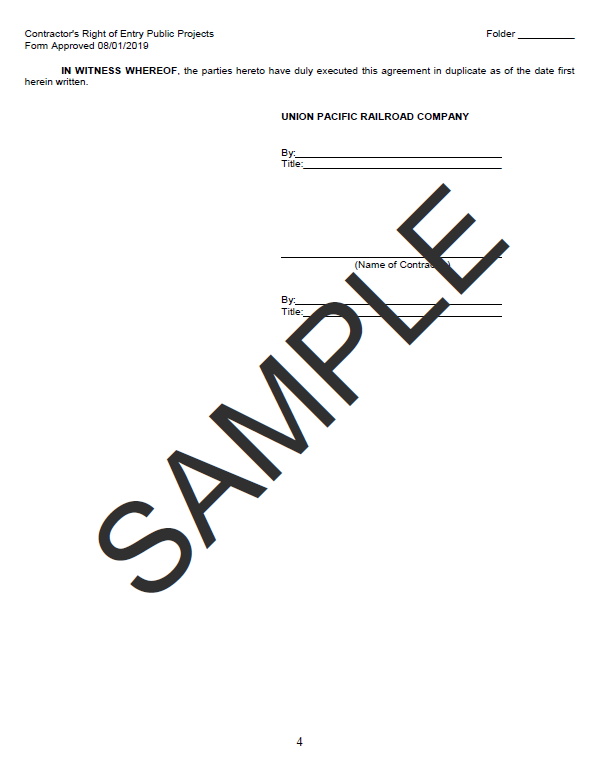 Contractor's Right of Entry Public Projects Folder ___________
Form Approved 08/01/2019
IN WITNESS WHEREOF, the parties hereto have duly executed this agreement in duplicate as of the date first
herein written.
UNION PACIFIC RAILROAD COMPANY
By:
Title:
(Name of Contractor)
By:
Title:
SAMPLE
4